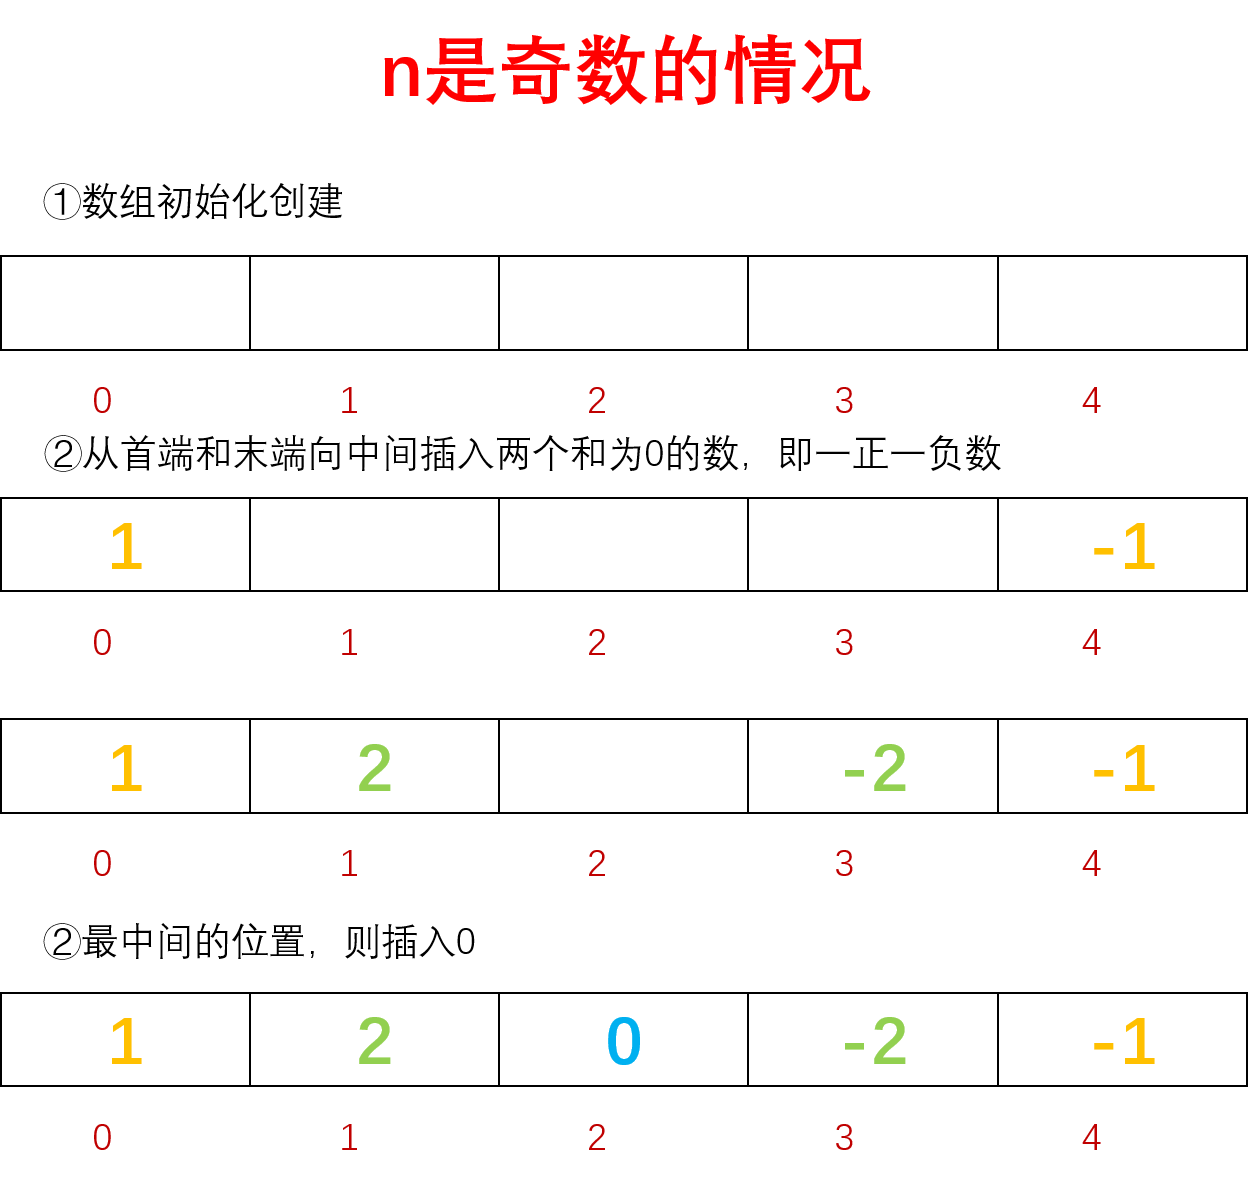 n是奇数的情况
①数组初始化创建
0 1 2 3 4
②从首端和末端向中间插入两个和为0的数，即一正一负数
1 -1
0 1 2 3 4
1 2 -2 -1
0 1 2 3 4
②最中间的位置，则插入0
1 2 0 -2 -1
0 1 2 3 4